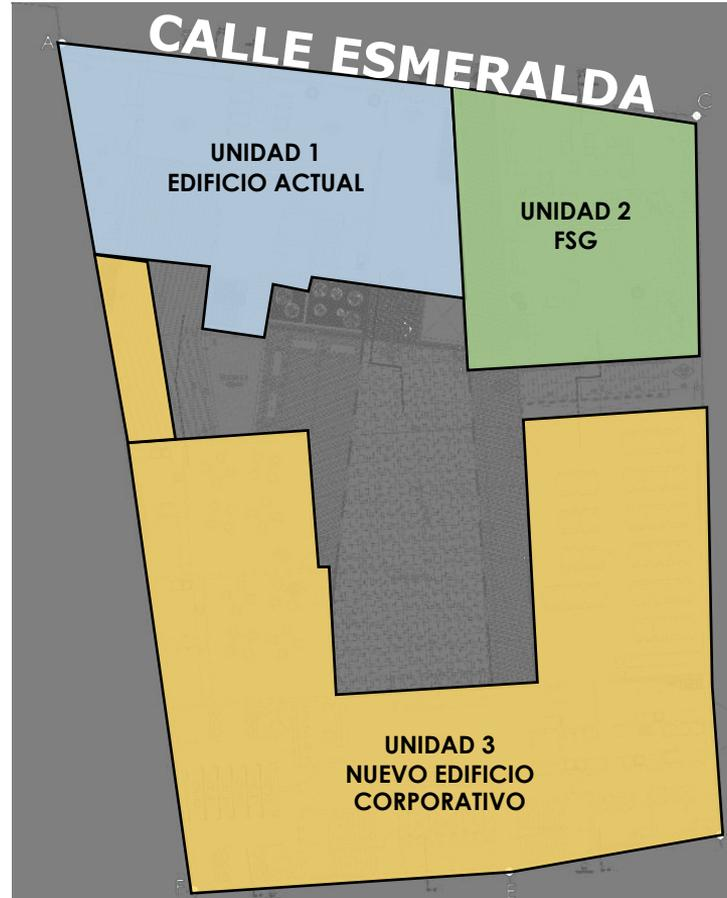 CALLE ESMERALDA
A
C
UNIDAD 1
EDIFICIO ACTUAL
UNIDAD 2
FSG
UNIDAD 3
NUEVO EDIFICIO
CORPORATIVO
F
E